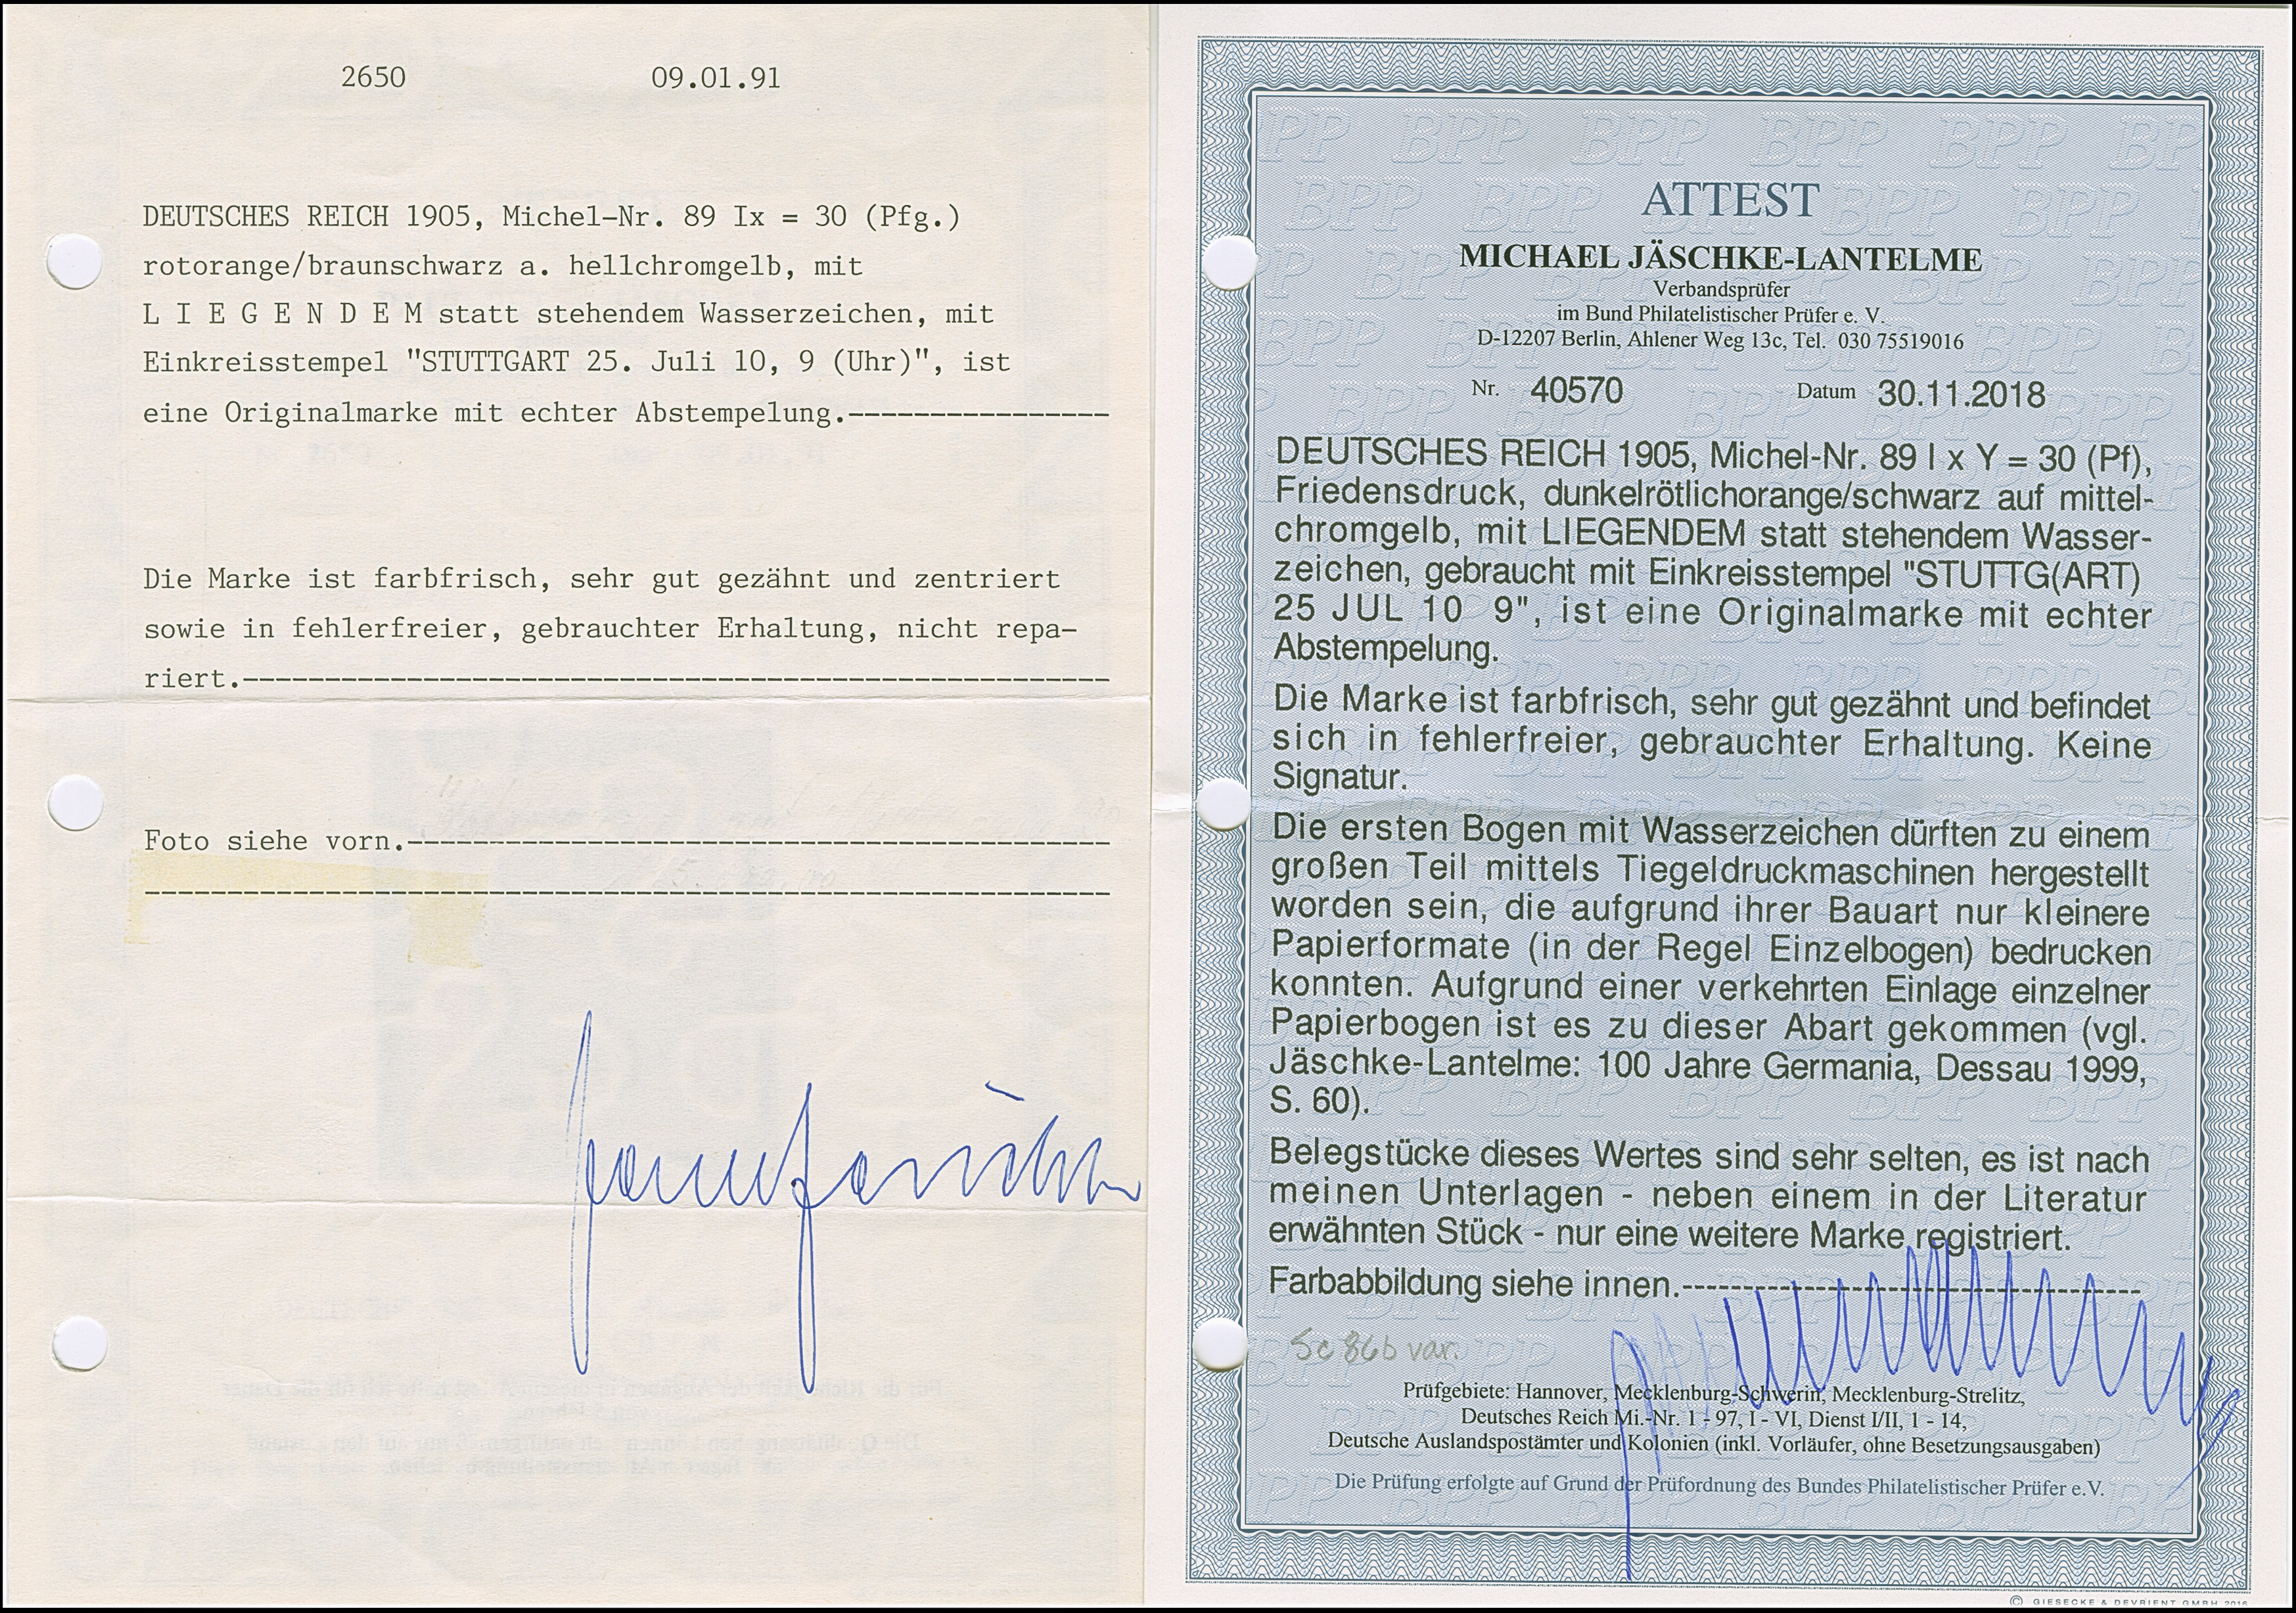 2650 09.01.91
DEUTSCHES REICH 1905, Michel-Nr. 89 Ix = 30 (Pfg.)
rotorange/braunschwarz a. hellchromgelb, mit
L I E G E N D E M statt stehendem Wasserzeichen, mit
Einkreisstempel "STUTTGART 25. Juli 10, 9 (Uhr)", ist
eine Originalmarke mit echter Abstempelung.----------------
Die Marke ist farbfrisch, sehr gut gezähnt und zentriert
sowie in fehlerfreier, gebrauchter Erhaltung, nicht repa-
riert.-----------------------------------------------------
Foto siehe vorn.-------------------------------------------
-----------------------------------------------------------
ATTEST
MICHAEL JÄSCHKE-LANTELME
Verbandsprüfer
im Bund Philatelistischer Prüfer e. V.
D-12207 Berlin, Ahlener Weg 13c, Tel. 030 75519016
Nr. 40570 Datum 30.11.2018
DEUTSCHES REICH 1905, Michel-Nr. 89 I x Y = 30 (Pf),
Friedensdruck, dunkelrötlichorange/schwarz auf mittel-
chromgelb, mit LIEGENDEM statt stehendem Wasser-
zeichen, gebraucht mit Einkreisstempel "STUTTG(ART)
25 JUL 10 9", ist eine Originalmarke mit echter
Abstempelung.
Die Marke ist farbfrisch, sehr gut gezähnt und befindet
sich in fehlerfreier, gebrauchter Erhaltung. Keine
Signatur.
Die ersten Bogen mit Wasserzeichen dürften zu einem
großen Teil mittels Tiegeldruckmaschinen hergestellt
worden sein, die aufgrund ihrer Bauart nur kleinere
Papierformate (in der Regel Einzelbogen) bedrucken
konnten. Aufgrund einer verkehrten Einlage einzelner
Papierbogen ist es zu dieser Abart gekommen (vgl.
Jäschke-Lantelme: 100 Jahre Germania, Dessau 1999,
S. 60).
Belegstücke dieses Wertes sind sehr selten, es ist nach
meinen Unterlagen - neben einem in der Literatur
erwähnten Stück - nur eine weitere Marke registriert.
Farbabbildung siehe innen.-----------------------------------
Sc 86b var.
Prüfgebiete: Hannover, Mecklenburg-Schwerin, Mecklenburg-Strelitz,
Deutsches Reich Mi.-Nr. 1 - 97, I - VI, Dienst I/II, 1 - 14,
Deutsche Auslandspostämter und Kolonien (inkl. Vorläufer, ohne Besetzungsausgaben)
Die Prüfung erfolgte auf Grund der Prüfordnung des Bundes Philatelistischer Prüfer e.V.
© GIESECKE & DEVRIENT GMBH 2016